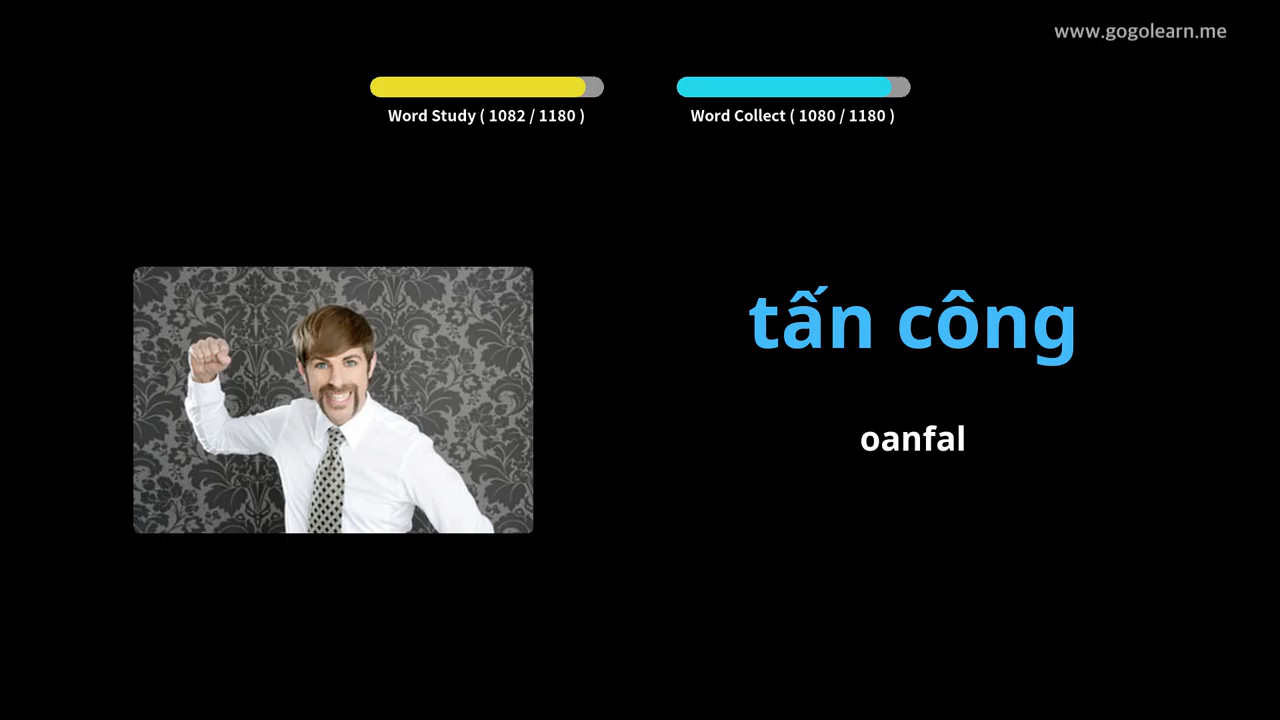 www.gogolearn.me
Word Study ( 1082 / 1180 )
Word Collect ( 1080 / 1180 )
tấn công
oanfal